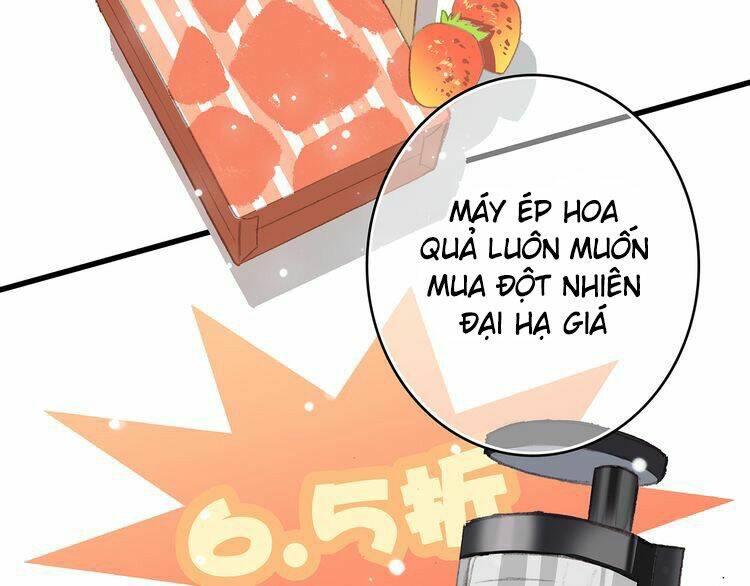 MÁY ÉP HOA
QUẢ LUÔN MUỐN
MUA ĐỘT NHIÊN
ĐẠI HẠ GIÁ
6.5折